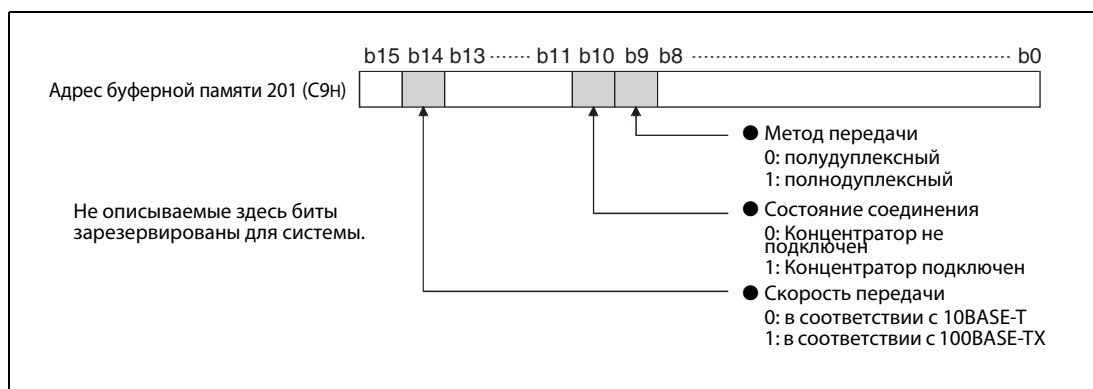 b15 b14 b13 ······· b11 b10 b9 b8 ······························ b0
Адрес буферной памяти 201 (C9H)
● Метод передачи
0: полудуплексный
1: полнодуплексный
Не описываемые здесь биты
зарезервированы для системы.
● Состояние соединения
0: Концентратор не
подключен
1: Концентратор подключен
● Скорость передачи
0: в соответствии с 10BASE-T
1: в соответствии с 100BASE-TX